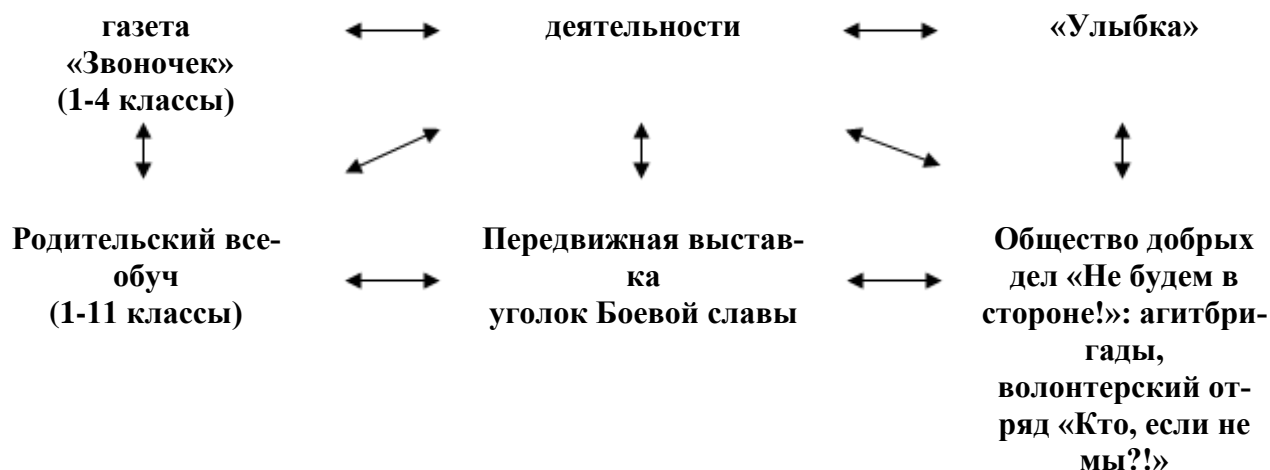 газета
«Звоночек»
(1-4 классы)
деятельности
«Улыбка»
Родительский все-
обуч
(1-11 классы)
Передвижная выстав-
ка
уголок Боевой славы
Общество добрых
дел «Не будем в
стороне!»: агитбри-
гады,
волонтерский от-
ряд «Кто, если не
мы?!»